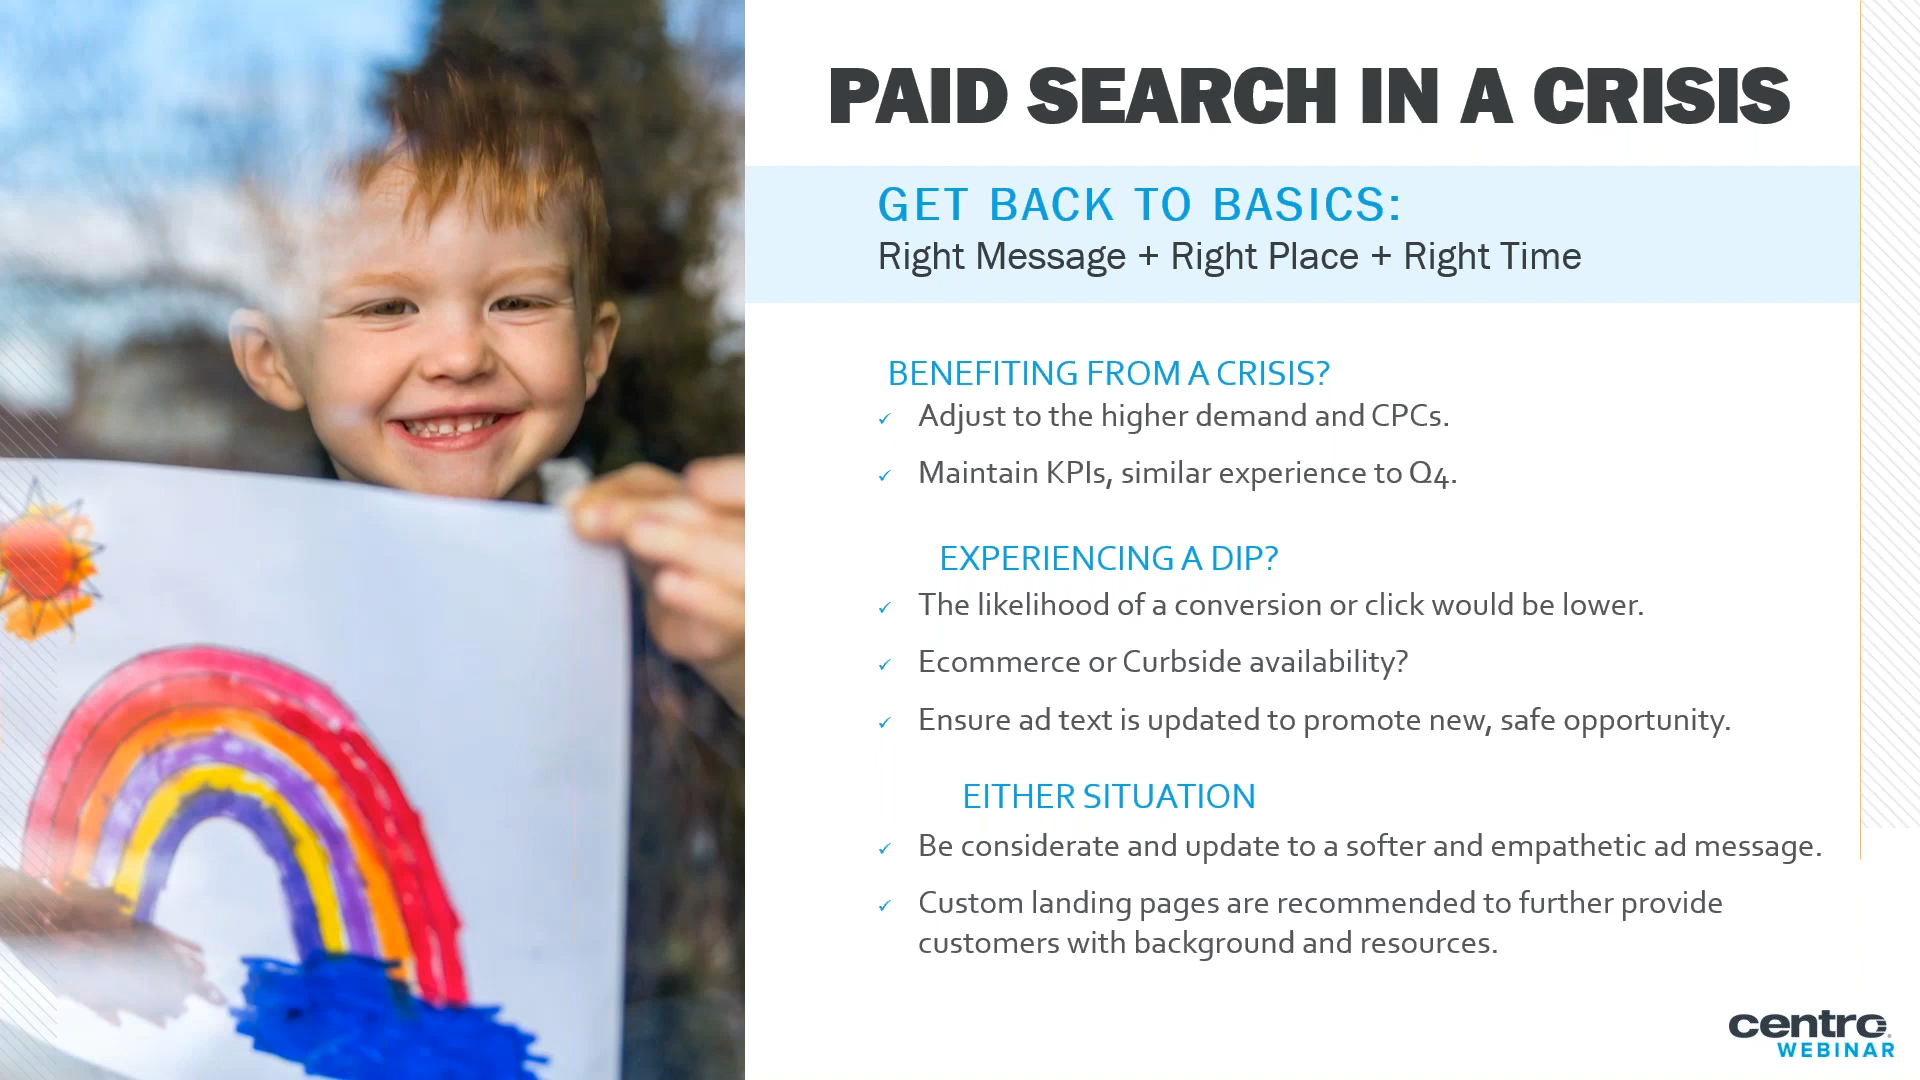 PAID SEARCH IN A CRISIS
GET BACK TO BASICS:
Right Message + Right Place + Right Time
BENEFITING FROM A CRISIS?
✓ Adjust to the higher demand and CPCs.
✓ Maintain KPIs, similar experience to Q4.
EXPERIENCING A DIP?
✓ The likelihood of a conversion or click would be lower.
✓ Ecommerce or Curbside availability?
✓ Ensure ad text is updated to promote new, safe opportunity.
EITHER SITUATION
✓ Be considerate and update to a softer and empathetic ad message.
✓ Custom landing pages are recommended to further provide
customers with background and resources.
centro
WEBINAR